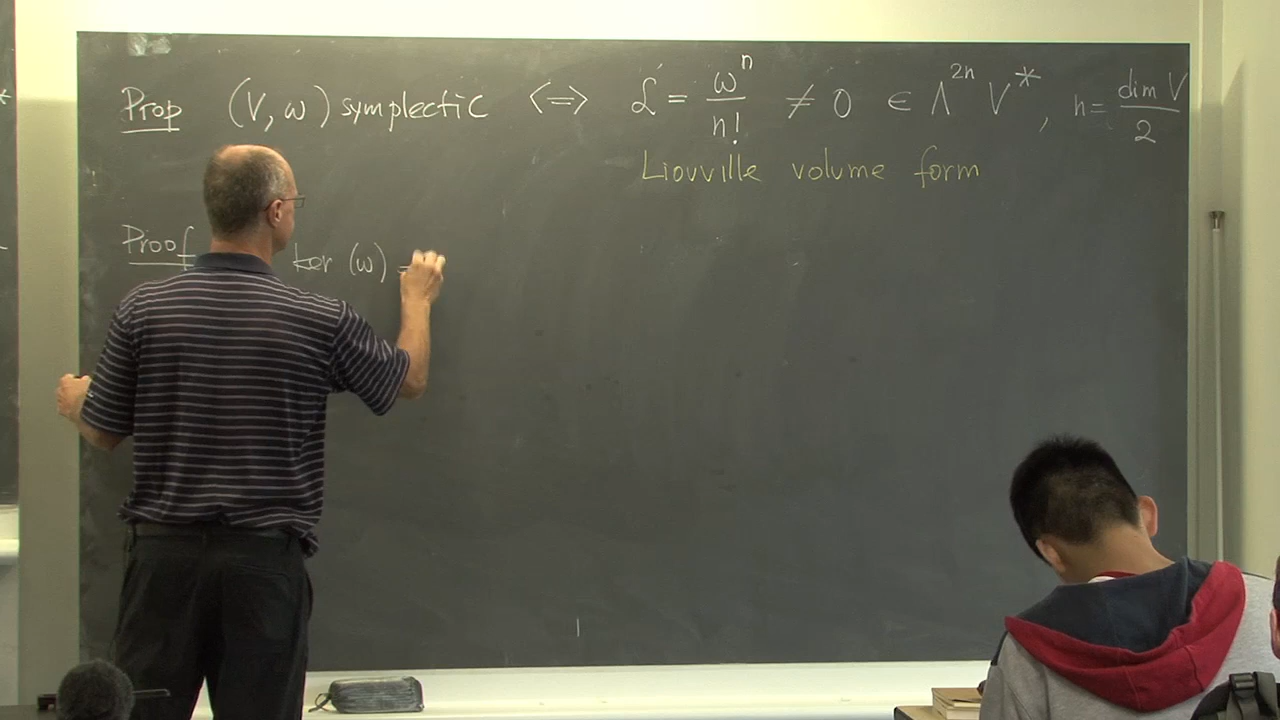 Prop (V, ω) symplectic <=> ℒ = ω^n / n! ≠ 0 ∈ Λ^{2n} V*, n = dim V / 2
Liouville volume form
Proof ker (ω) =